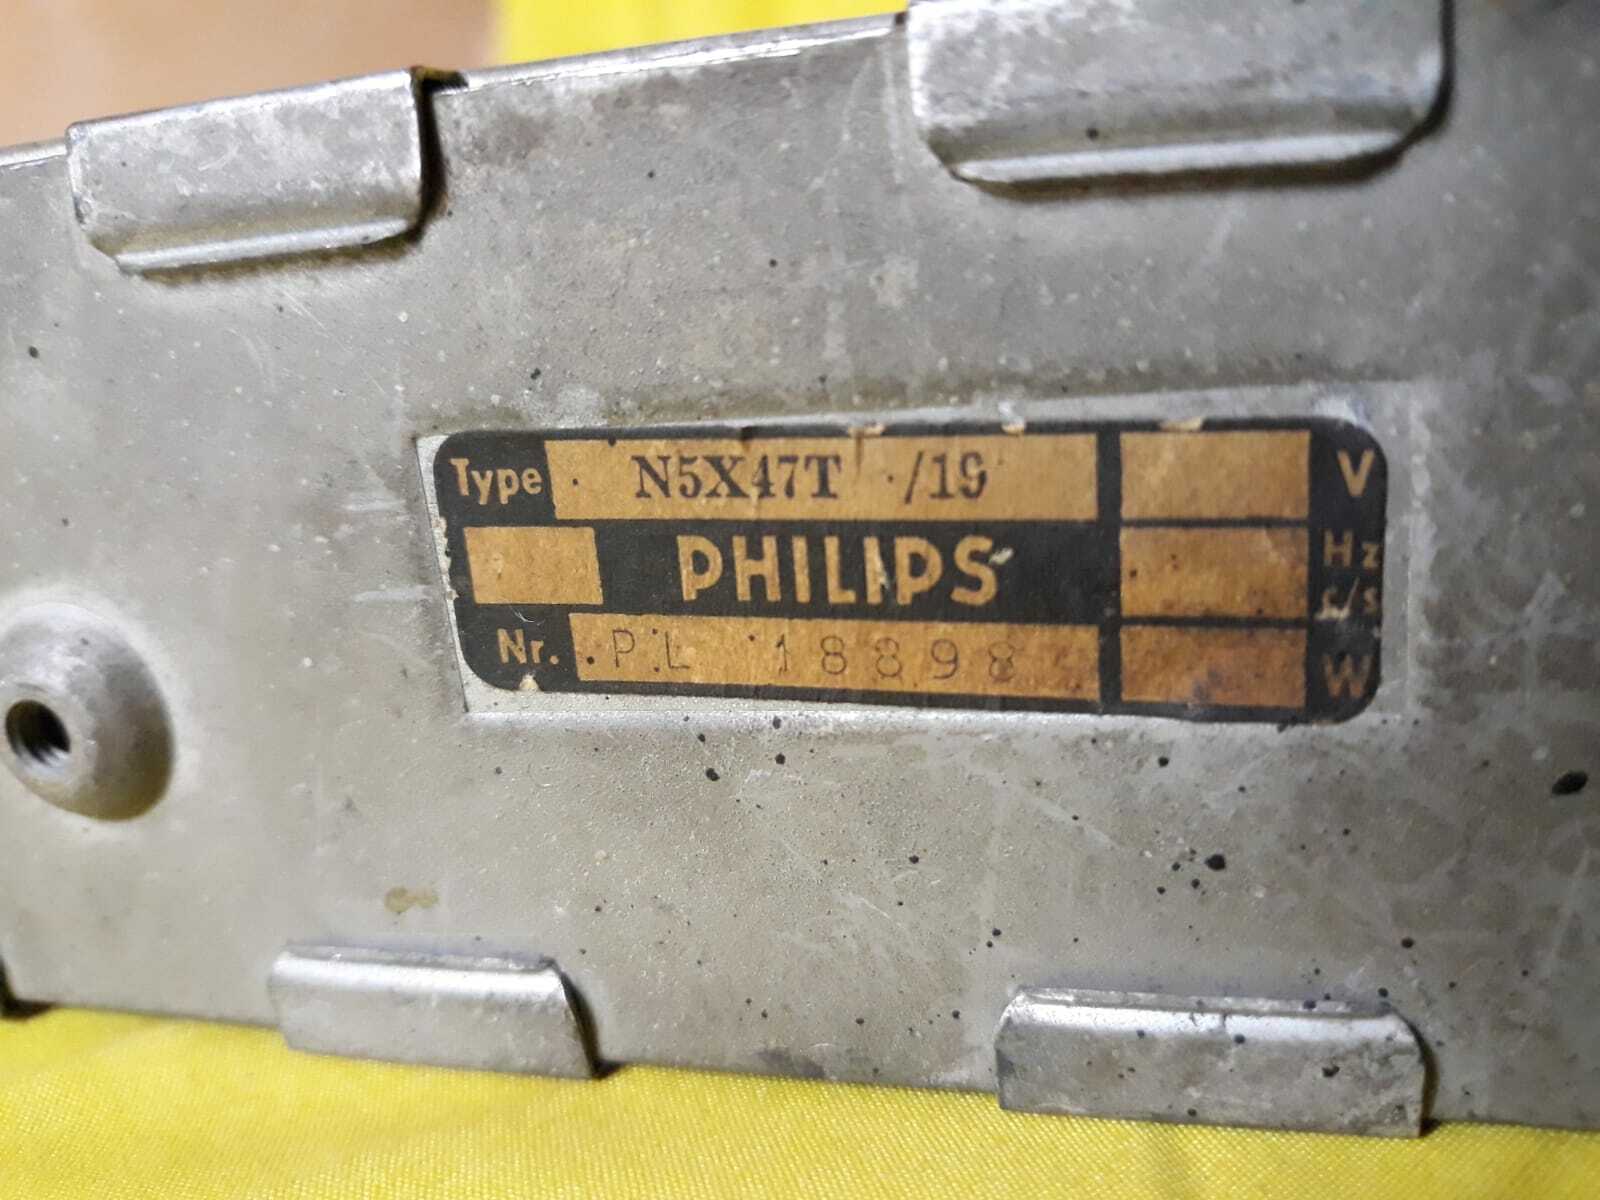 Type N5X47T /19 V
PHILIPS Hz
c/s
Nr. PL 18898 W